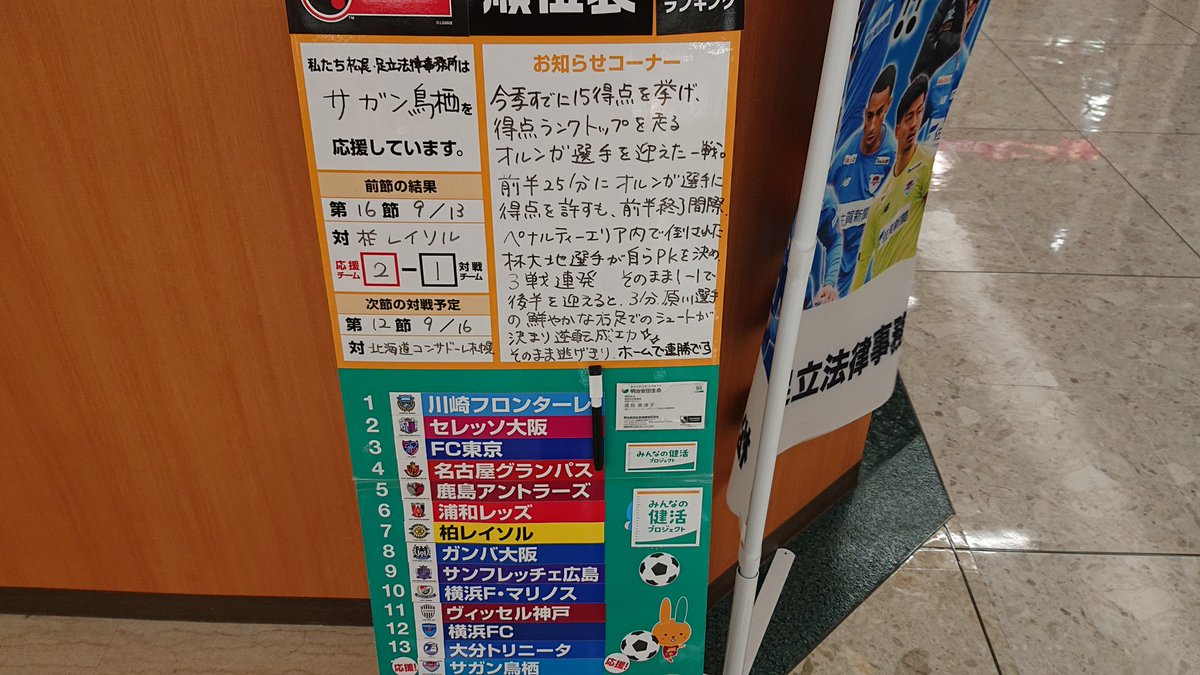 順位表
ランキング
私たち松尾・足立法律事務所は
サガン鳥栖を
応援しています。
前節の結果
第16節 9/13
対 柏レイソル
応援チーム 2-1 対戦チーム
次節の対戦予定
第12節 9/16
対 北海道コンサドーレ札幌
お知らせコーナー
今季すでに15得点を挙げ、
得点ランクトップを走る
オルンガ選手を迎えた一戦。
前半25分にオルンガ選手に
得点を許すも、前半終了間際、
ペナルティーエリア内で倒された
林大地選手が自らPKを決め
3戦連発 そのまま1-1で
後半を迎えると、31分原川選手
の鮮やかな右足でのシュートが
決まり逆転成功
そのまま逃げきり、ホームで連勝です
1 川崎フロンターレ
2 セレッソ大阪
3 FC東京
4 名古屋グランパス
5 鹿島アントラーズ
6 浦和レッズ
7 柏レイソル
8 ガンバ大阪
9 サンフレッチェ広島
10 横浜F・マリノス
11 ヴィッセル神戸
12 横浜FC
13 大分トリニータ
応援! サガン鳥栖 応援!
明治安田生命
みんなの健活
プロジェクト
みんなの
健活
プロジェクト
佐賀新聞
足立法律事務